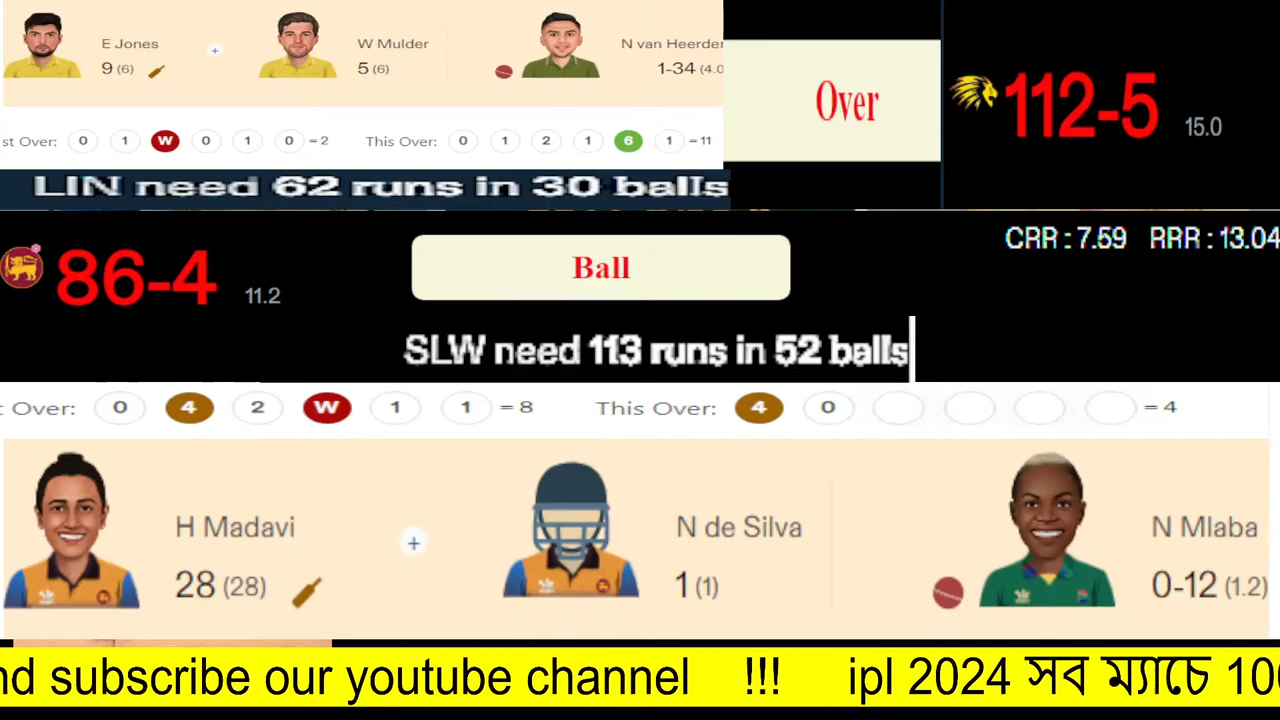 E Jones
9 (6)
W Mulder
5 (6)
N van Heerder
1-34 (4.0
st Over: 0 1 W 0 1 0 = 2 This Over: 0 1 2 1 6 1 = 11
LIN need 62 runs in 30 balls
Over
112-5 15.0
86-4 11.2
Ball
CRR : 7.59 RRR : 13.04
SLW need 113 runs in 52 balls
t Over: 0 4 2 W 1 1 = 8 This Over: 4 0 = 4
H Madavi
28 (28)
+
N de Silva
1 (1)
N Mlaba
0-12 (1.2)
nd subscribe our youtube channel !!! ipl 2024 সব ম্যাচে 100